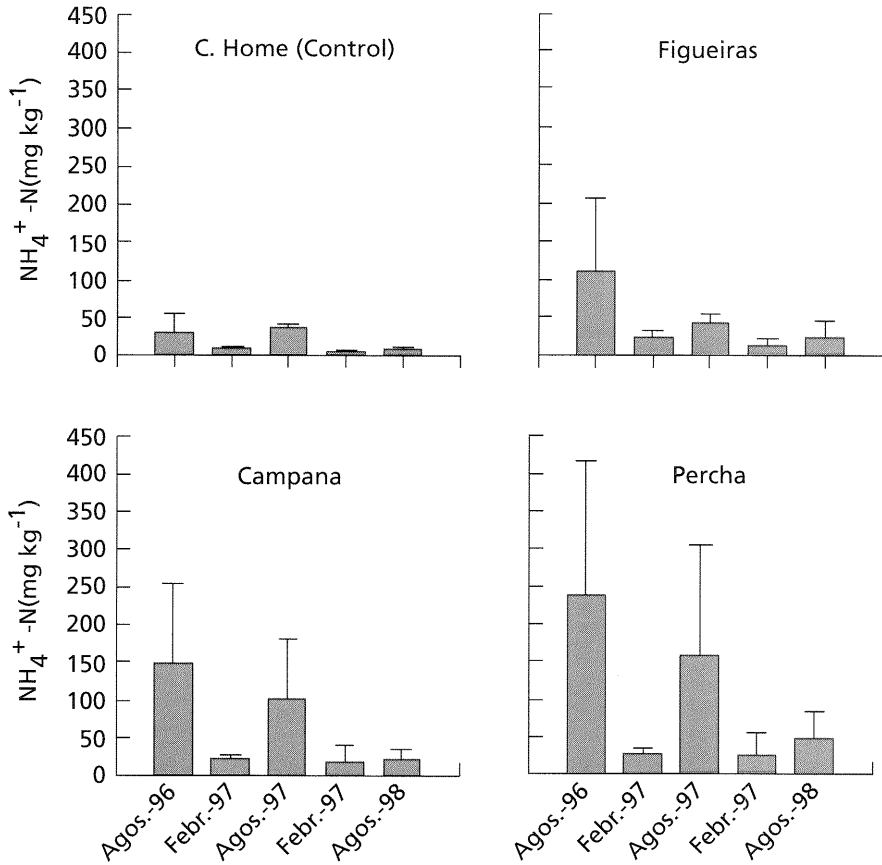 C. Home (Control)
NH4+ -N(mg kg-1)
450
400
350
300
250
200
150
100
50
0
Figueiras
Campana
NH4+ -N(mg kg-1)
450
400
350
300
250
200
150
100
50
0
Agos.-96
Febr.-97
Agos.-97
Febr.-97
Agos.-98
Percha
Agos.-96
Febr.-97
Agos.-97
Febr.-97
Agos.-98